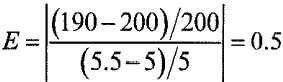 E = |((190 − 200)/200)/((5.5 − 5)/5)| = 0.5